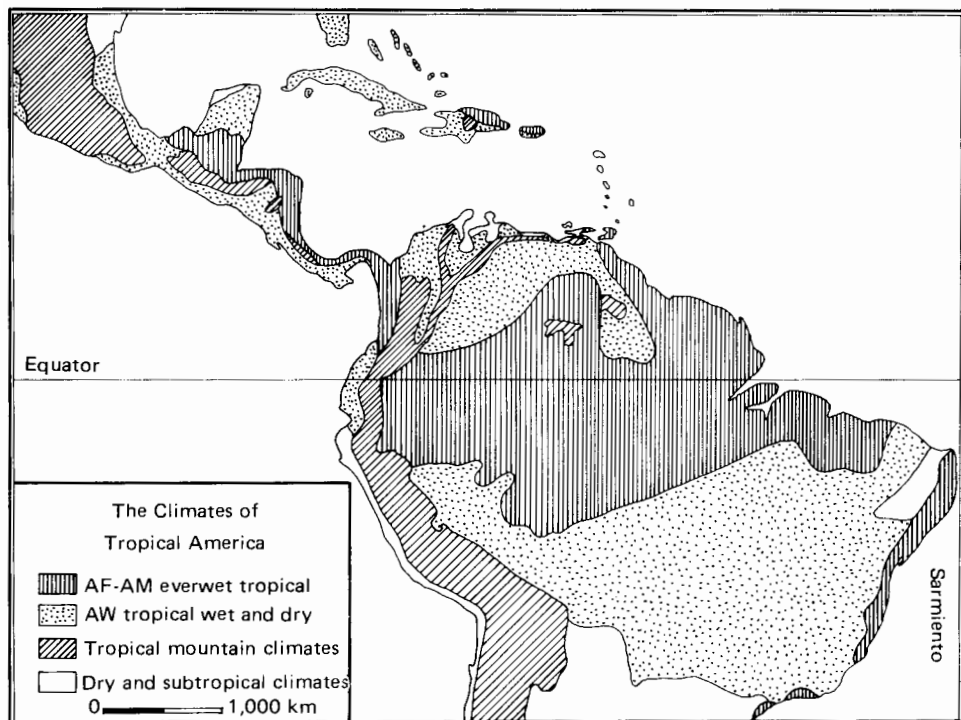 Equator
The Climates of
Tropical America
AF-AM everwet tropical
AW tropical wet and dry
Tropical mountain climates
Dry and subtropical climates
0 1,000 km
Sarmiento